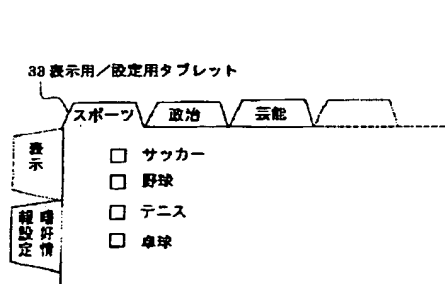 33 表示用／設定用タブレット
スポーツ 政治 芸能
表示
嗜好情報設定
サッカー
野球
テニス
卓球